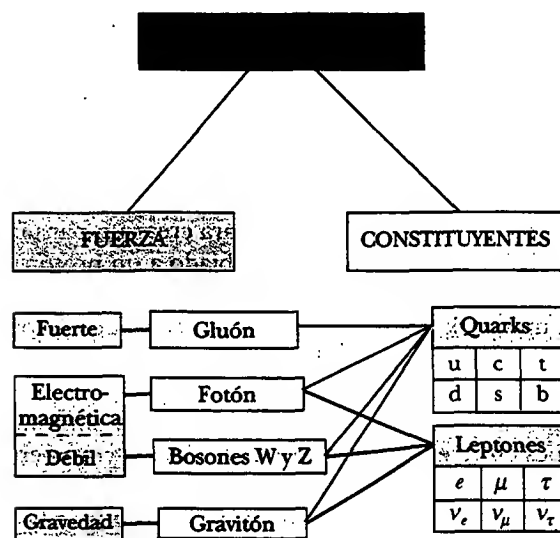 FUERZA
CONSTITUYENTES
Fuerte
Gluón
Quarks
u c t
d s b
Electro-
magnética
Fotón
Débil
Bosones W y Z
Leptones
e μ τ
νe νμ ντ
Gravedad
Gravitón